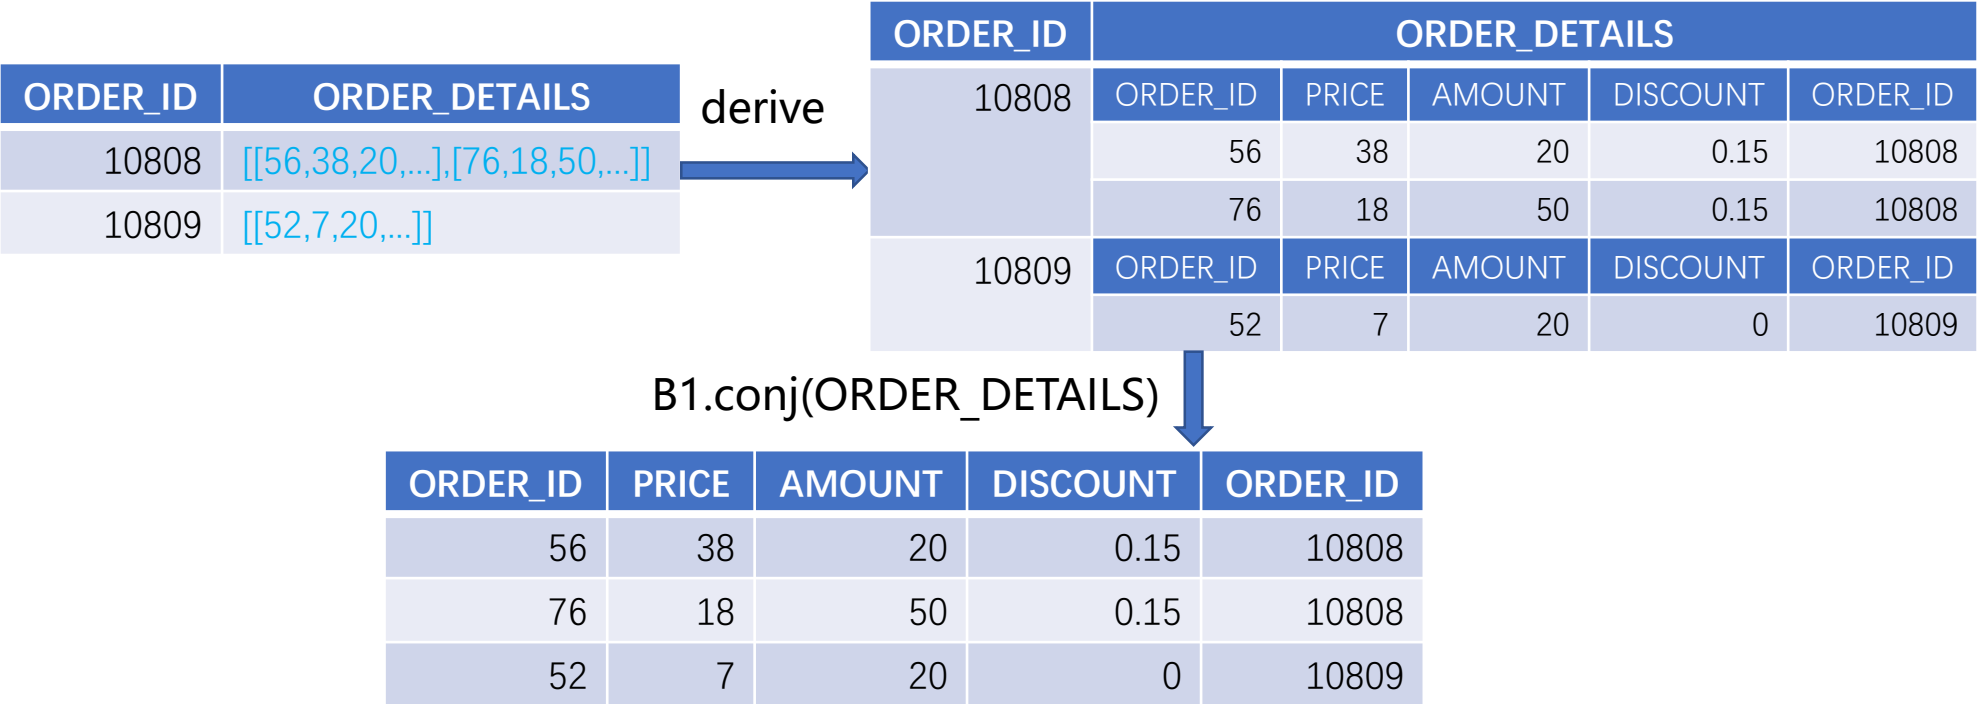 ORDER_ID ORDER_DETAILS
10808 [[56,38,20,...],[76,18,50,...]]
10809 [[52,7,20,...]]
derive
ORDER_ID ORDER_DETAILS
10808 ORDER_ID PRICE AMOUNT DISCOUNT ORDER_ID
56 38 20 0.15 10808
76 18 50 0.15 10808
10809 ORDER_ID PRICE AMOUNT DISCOUNT ORDER_ID
52 7 20 0 10809
B1.conj(ORDER_DETAILS)
ORDER_ID PRICE AMOUNT DISCOUNT ORDER_ID
56 38 20 0.15 10808
76 18 50 0.15 10808
52 7 20 0 10809